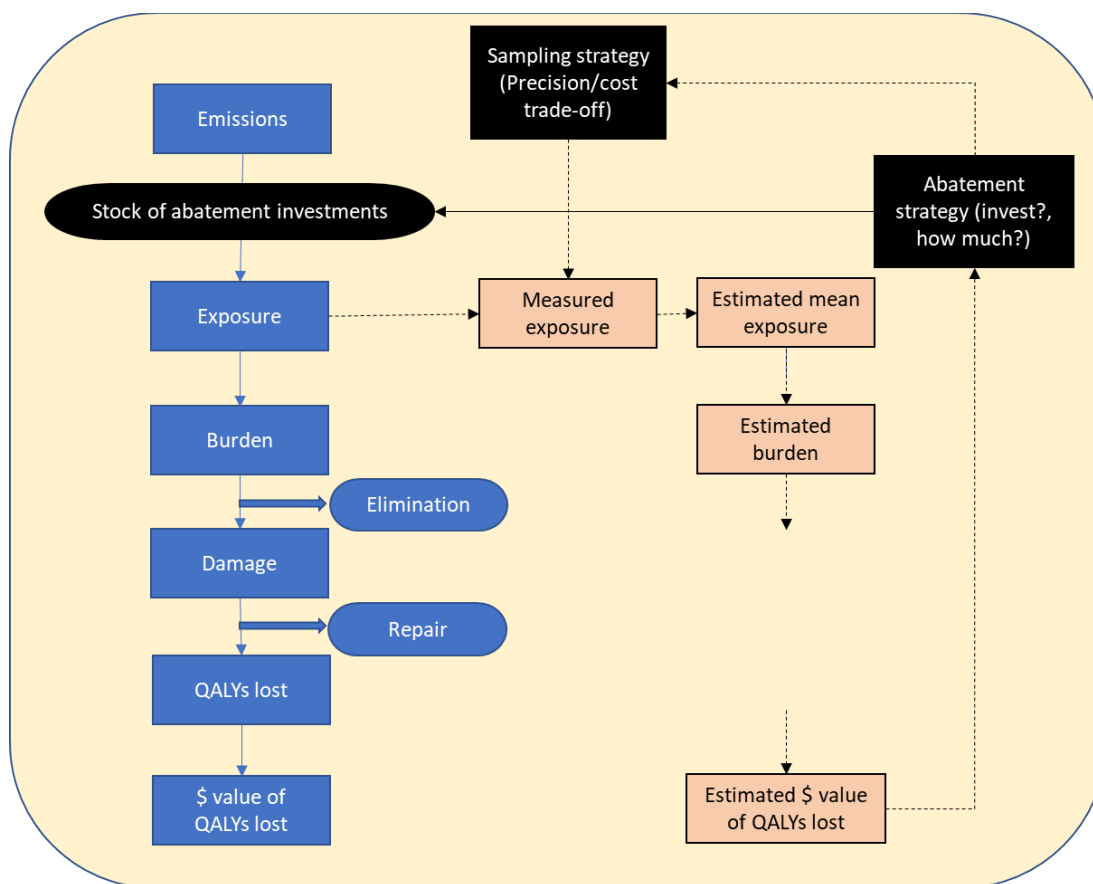 Sampling strategy
(Precision/cost
trade-off)
Emissions
Abatement
strategy (invest?,
how much?)
Stock of abatement investments
Exposure
Measured
exposure
Estimated mean
exposure
Burden
Estimated
burden
Elimination
Damage
Repair
QALYs lost
$ value of
QALYs lost
Estimated $ value
of QALYs lost